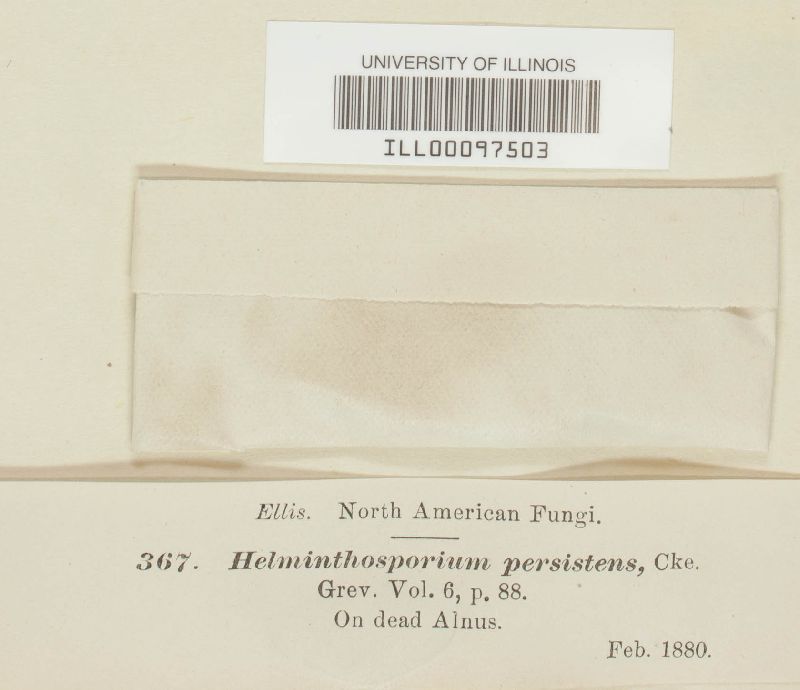 UNIVERSITY OF ILLINOIS
ILL00097503
Ellis. North American Fungi.
367. Helminthosporium persistens, Cke.
Grev. Vol. 6, p. 88.
On dead Alnus.
Feb. 1880.